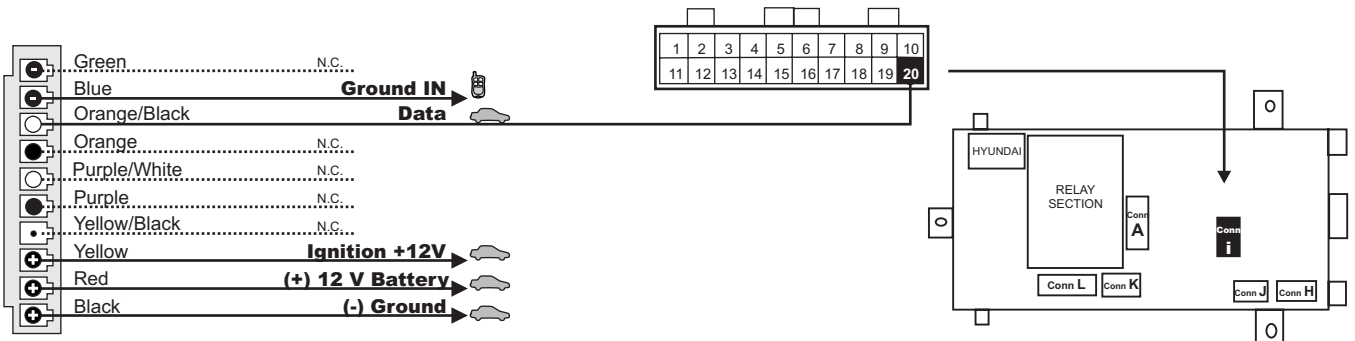 Green N.C.
Blue Ground IN
Orange/Black Data
Orange N.C.
Purple/White N.C.
Purple N.C.
Yellow/Black N.C.
Yellow Ignition +12V
Red (+) 12 V Battery
Black (-) Ground
1 2 3 4 5 6 7 8 9 10
11 12 13 14 15 16 17 18 19 20
HYUNDAI
RELAY
SECTION
Conn
A
Conn
i
Conn L
Conn K
Conn J
Conn H